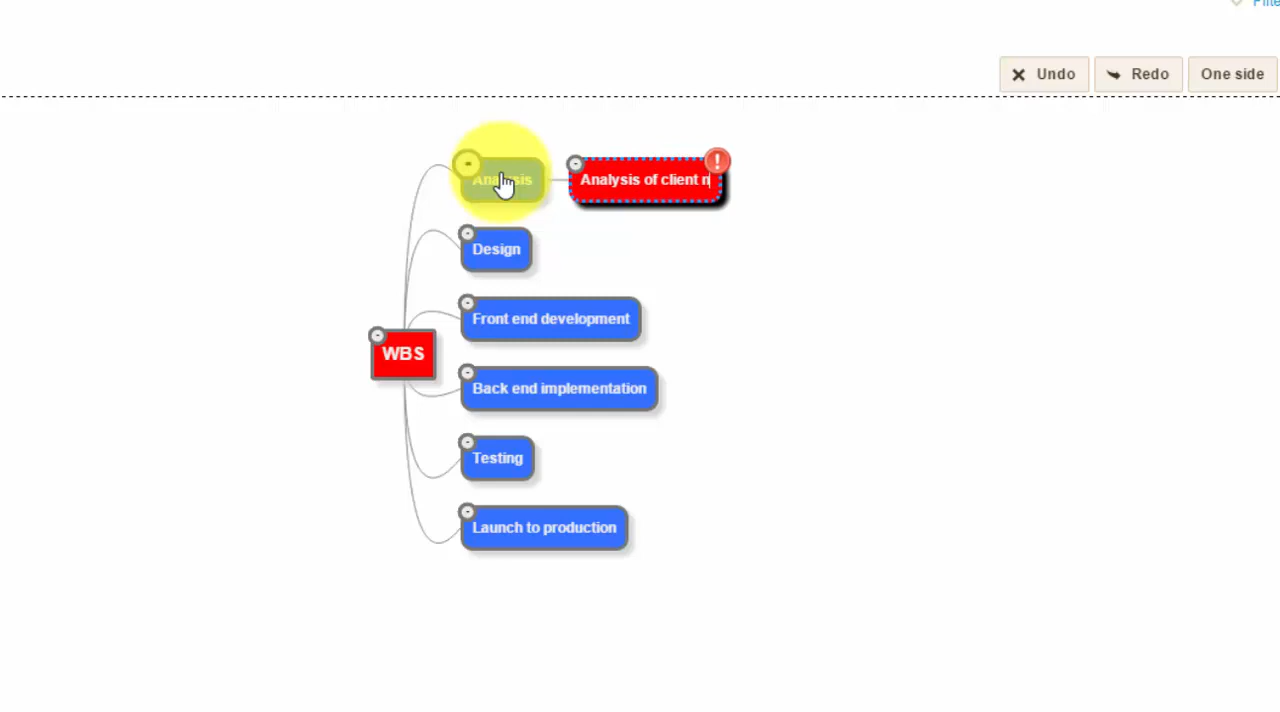 Undo
Redo
One side
Analysis
Analysis of client n
Design
Front end development
WBS
Back end implementation
Testing
Launch to production